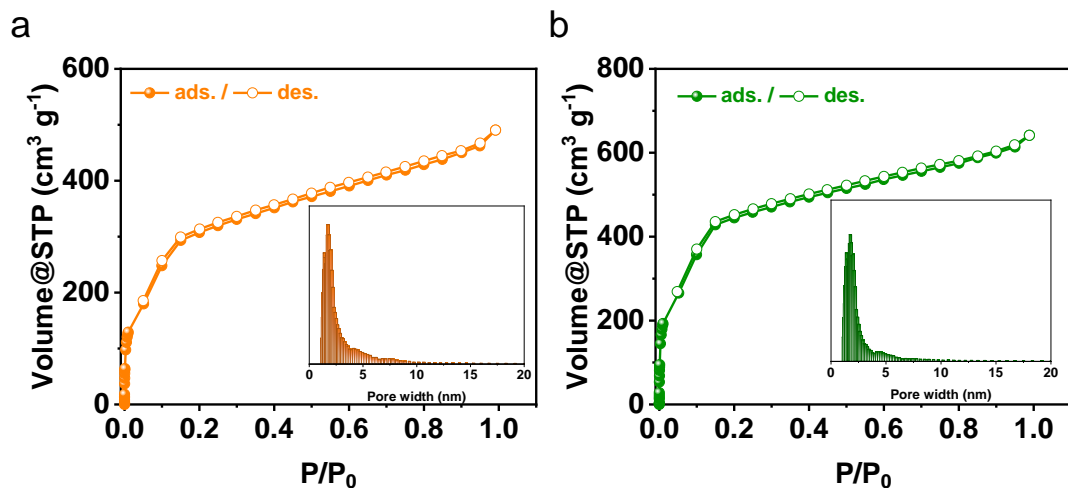 a
600
400
200
0
Volume@STP (cm³ g⁻¹)
ads. / des.
0 5 10 15 20
Pore width (nm)
0.0 0.2 0.4 0.6 0.8 1.0
P/P₀
b
800
600
400
200
0
Volume@STP (cm³ g⁻¹)
ads. / des.
0 5 10 15 20
Pore width (nm)
0.0 0.2 0.4 0.6 0.8 1.0
P/P₀